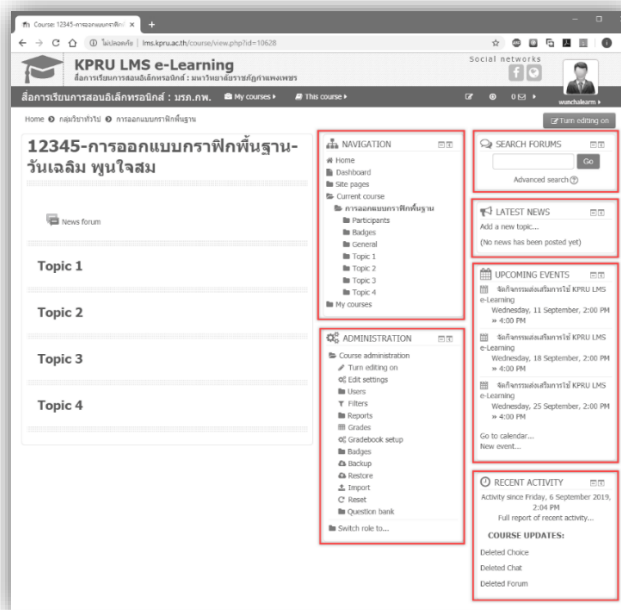 Course: 12345-การออกแบบกราฟิก
ไม่ปลอดภัย | lms.kpru.ac.th/course/view.php?id=10628
KPRU LMS e-Learning
สื่อการเรียนการสอนอิเล็กทรอนิกส์ : มหาวิทยาลัยราชภัฏกำแพงเพชร
Social networks
สื่อการเรียนการสอนอิเล็กทรอนิกส์ : มรภ.กพ.
My courses
This course
0
wanchalearm
Home
กลุ่มวิชาทั่วไป
การออกแบบกราฟิกพื้นฐาน
Turn editing on
12345-การออกแบบกราฟิกพื้นฐาน-
วันเฉลิม พูนใจสม
News forum
Topic 1
Topic 2
Topic 3
Topic 4
NAVIGATION
Home
Dashboard
Site pages
Current course
การออกแบบกราฟิกพื้นฐาน
Participants
Badges
General
Topic 1
Topic 2
Topic 3
Topic 4
My courses
ADMINISTRATION
Course administration
Turn editing on
Edit settings
Users
Filters
Reports
Grades
Gradebook setup
Badges
Backup
Restore
Import
Reset
Question bank
Switch role to...
SEARCH FORUMS
Go
Advanced search
LATEST NEWS
Add a new topic...
(No news has been posted yet)
UPCOMING EVENTS
จัดกิจกรรมส่งเสริมการใช้ KPRU LMS
e-Learning
Wednesday, 11 September, 2:00 PM
» 4:00 PM
จัดกิจกรรมส่งเสริมการใช้ KPRU LMS
e-Learning
Wednesday, 18 September, 2:00 PM
» 4:00 PM
จัดกิจกรรมส่งเสริมการใช้ KPRU LMS
e-Learning
Wednesday, 25 September, 2:00 PM
» 4:00 PM
Go to calendar...
New event...
RECENT ACTIVITY
Activity since Friday, 6 September 2019,
2:04 PM
Full report of recent activity...
COURSE UPDATES:
Deleted Choice
Deleted Chat
Deleted Forum